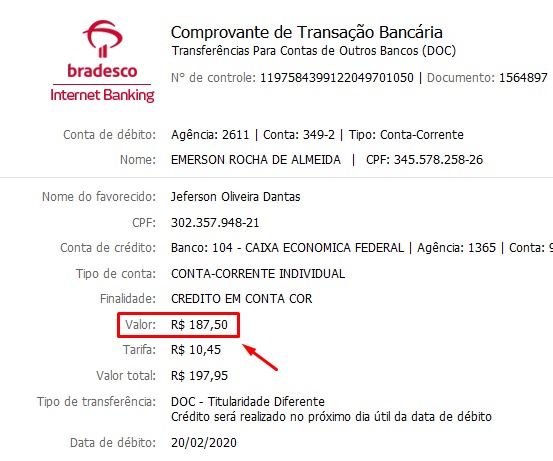 Comprovante de Transação Bancária
Transferências Para Contas de Outros Bancos (DOC)
N° de controle: 1197584399122049701050 | Documento: 1564897
bradesco
Internet Banking
Conta de débito: Agência: 2611 | Conta: 349-2 | Tipo: Conta-Corrente
Nome: EMERSON ROCHA DE ALMEIDA | CPF: 345.578.258-26
Nome do favorecido: Jeferson Oliveira Dantas
CPF: 302.357.948-21
Conta de crédito: Banco: 104 - CAIXA ECONOMICA FEDERAL | Agência: 1365 | Conta: 9
Tipo de conta: CONTA-CORRENTE INDIVIDUAL
Finalidade: CREDITO EM CONTA COR
Valor: R$ 187,50
Tarifa: R$ 10,45
Valor total: R$ 197,95
Tipo de transferência: DOC - Titularidade Diferente
Crédito será realizado no próximo dia útil da data de débito
Data de débito: 20/02/2020